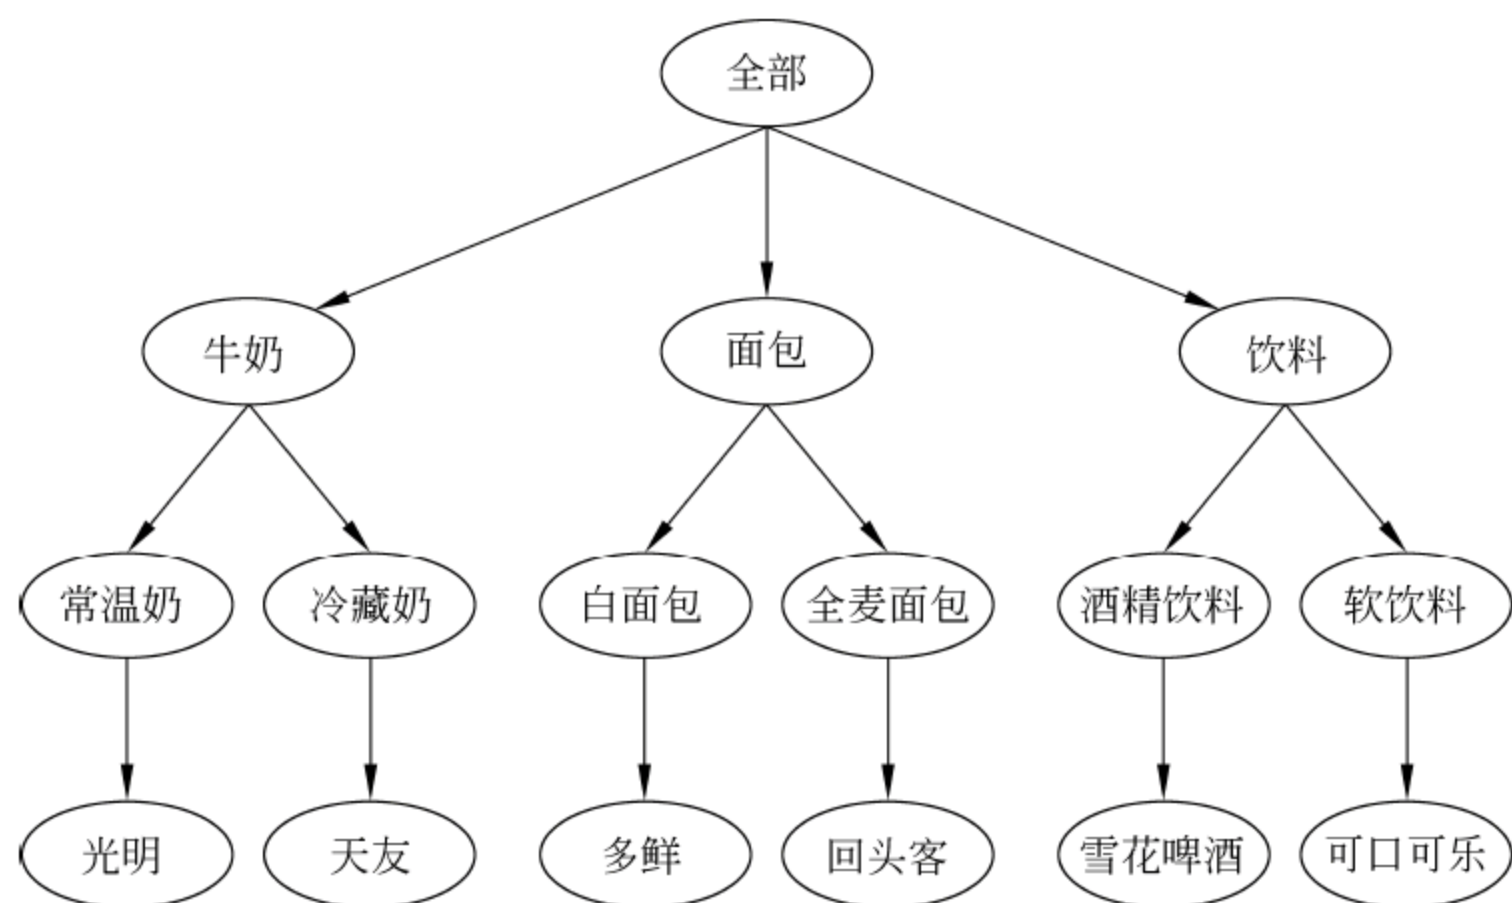 全部
牛奶
面包
饮料
常温奶
冷藏奶
白面包
全麦面包
酒精饮料
软饮料
光明
天友
多鲜
回头客
雪花啤酒
可口可乐